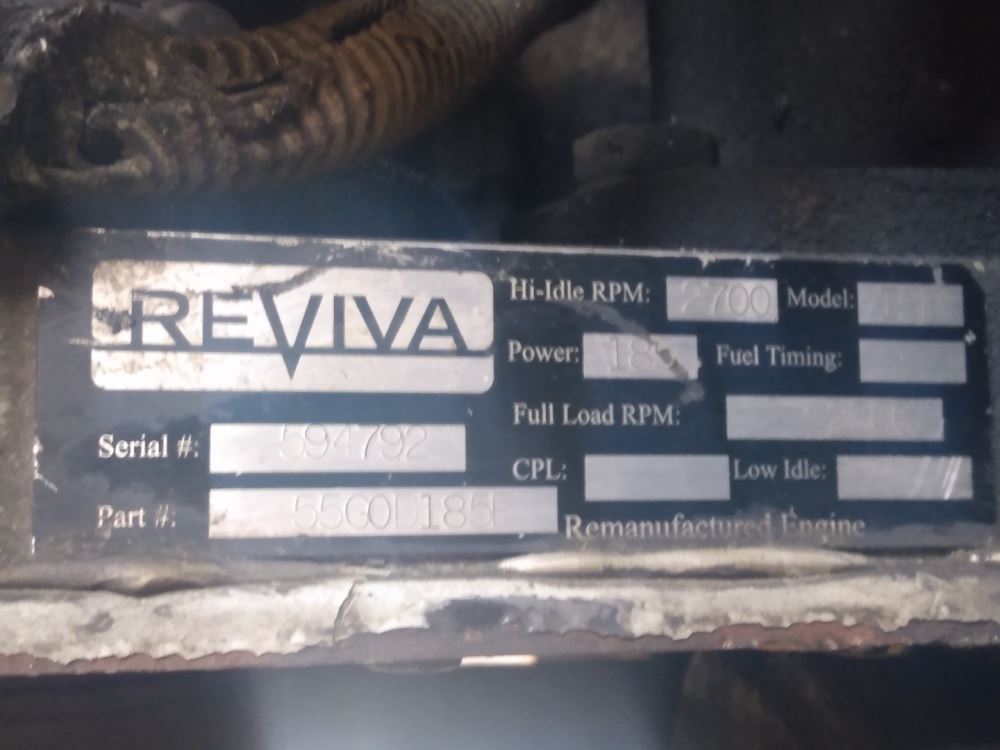 REVIVA
Hi-Idle RPM: 2700 Model:
Power: 185 Fuel Timing:
Full Load RPM:
Serial #: 594792
CPL: Low Idle:
Part #:
Remanufactured Engine